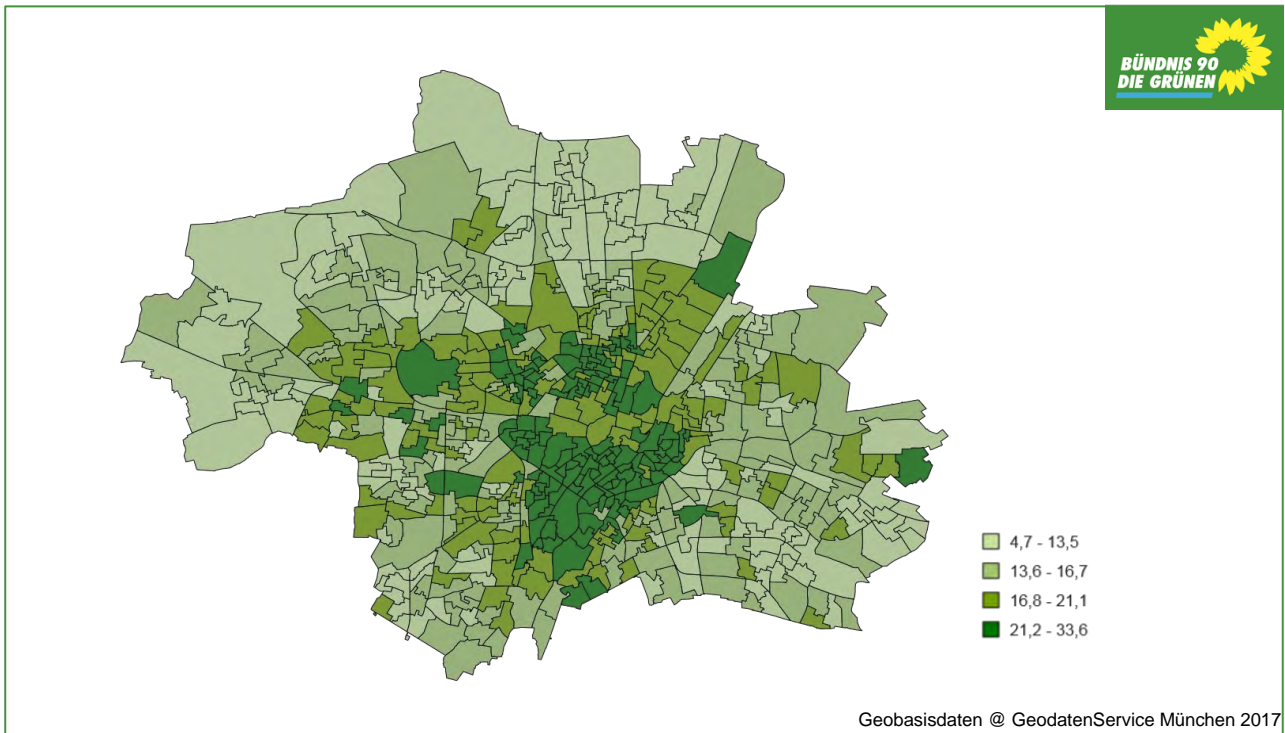 BÜNDNIS 90
DIE GRÜNEN
4,7 - 13,5
13,6 - 16,7
16,8 - 21,1
21,2 - 33,6
Geobasisdaten @ GeodatenService München 2017